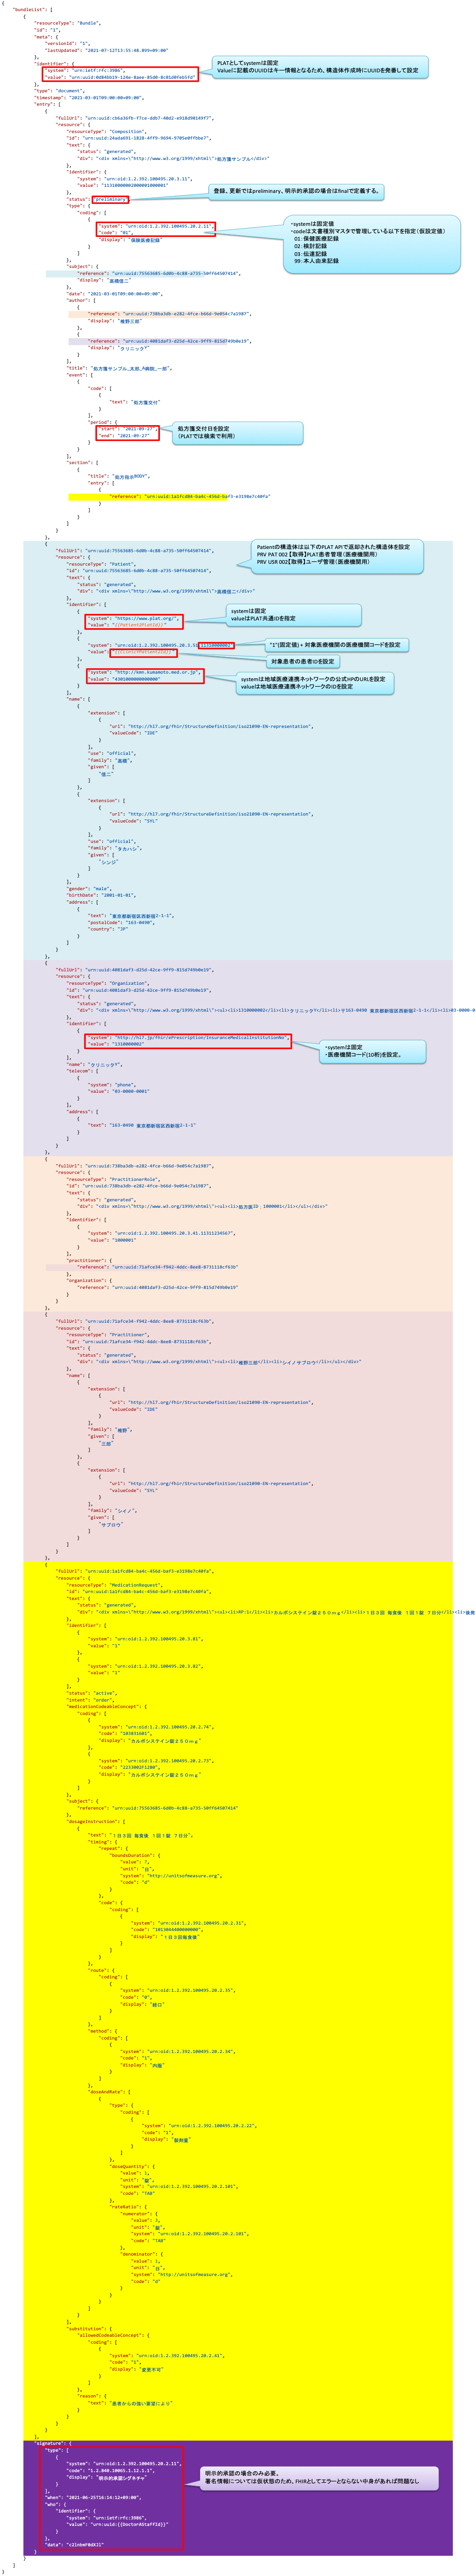 {
"bundleList": [
{
"resourceType": "Bundle",
"id": "1",
"meta": {
"versionId": "1",
"lastUpdated": "2021-07-12T13:55:48.899+09:00"
},
"identifier": {
"system": "urn:ietf:rfc:3986",
PLATとしてsystemは固定
Valueに記載のUUIDはキー情報となるため、構造体作成時にUUIDを発番して設定
},
"type": "document",
"timestamp": "2021-03-01T09:00:00+09:00",
"entry": [
{
"resource": {
"resourceType": "Composition",
"text": {
"status": "generated",
"div": "<div xmlns=\"http://www.w3.org/1999/xhtml\">処方箋サンプル</div>"
},
"identifier": {
"system": "urn:oid:1.2.392.100495.20.3.11",
},
"status": "preliminary",
登録、更新ではpreliminary、明示的承認の場合はfinalで定義する。
"type": {
"coding": [
{
"system": "urn:oid:1.2.392.100495.20.2.11",
"code": "01",
"display": "保健医療記録"
・systemは固定値
・codeは文書種別マスタで管理している以下を指定（仮設定値）
01：保健医療記録
02：検討記録
03：伝達記録
99：本人由来記録
}
]
},
"subject": {
"reference": "urn:uuid:75563685-6d0b-4c88-a735-50ff64507414",
"display": "高橋信二"
},
"date": "2021-03-01T09:00:00+09:00",
"author": [
{
"reference": "urn:uuid:738ba3db-e282-4fce-b66d-9e054c7a1987",
"display": "椎野三郎"
},
{
"reference": "urn:uuid:4081daf3-d25d-42ce-9ff9-815d749b0e19",
"display": "クリニックY"
}
],
"title": "処方箋サンプル_太郎_A病院_一郎",
"event": [
{
"code": [
{
"text": "処方箋交付"
}
],
"period": {
"start": "2021-09-27",
"end": "2021-09-27"
処方箋交付日を設定
（PLATでは検索で利用）
}
}
],
"section": [
{
"title": "処方指示BODY",
"entry": [
{
"reference": "urn:uuid:1a1fcd84-ba4c-456d-baf3-e3198e7c40fa"
}
]
}
]
}
},
{
"fullUrl": "urn:uuid:75563685-6d0b-4c88-a735-50ff64507414",
"resource": {
"resourceType": "Patient",
"id": "urn:uuid:75563685-6d0b-4c88-a735-50ff64507414",
Patientの構造体は以下のPLAT APIで返却された構造体を設定
PRV PAT 002 【取得】PLAT患者管理（医療機関用）
PRV USR 002【取得】ユーザ管理（医療機関用）
"text": {
"status": "generated",
"div": "<div xmlns=\"http://www.w3.org/1999/xhtml\">高橋信二</div>"
},
"identifier": [
{
"system": "https://www.plat.org/",
"value": "{{Patient1PlatId}}"
systemは固定
valueはPLAT共通IDを指定
},
{
"1"(固定値) + 対象医療機関の医療機関コードを設定
対象患者の患者IDを設定
},
{
"system": "http://kmn.kumamoto.med.or.jp",
systemは地域医療連携ネットワークの公式HPのURLを設定
valueは地域医療連携ネットワークのIDを設定
}
],
"name": [
{
"extension": [
{
"url": "http://hl7.org/fhir/StructureDefinition/iso21090-EN-representation",
"valueCode": "IDE"
}
],
"use": "official",
"family": "高橋",
"given": [
"信二"
]
},
{
"extension": [
{
"url": "http://hl7.org/fhir/StructureDefinition/iso21090-EN-representation",
"valueCode": "SYL"
}
],
"use": "official",
"family": "タカハシ",
"given": [
"シンジ"
]
}
],
"gender": "male",
"birthDate": "2001-01-01",
"address": [
{
"text": "東京都新宿区西新宿2-1-1",
"postalCode": "163-0490",
"country": "JP"
}
]
}
},
{
"fullUrl": "urn:uuid:4081daf3-d25d-42ce-9ff9-815d749b0e19",
"resource": {
"resourceType": "Organization",
"id": "urn:uuid:4081daf3-d25d-42ce-9ff9-815d749b0e19",
"text": {
"status": "generated",
"div": "<div xmlns=\"http://www.w3.org/1999/xhtml\"><ul><li>1310000002</li><li>クリニックY</li><li>〒163-0490 東京都新宿区西新宿2-1-1</li><li>03-0000-0
},
"identifier": [
{
"system": "http://hl7.jp/fhir/ePrescription/InsuranceMedicalInstitutionNo",
"value": "1310000002"
・systemは固定
・医療機関コード(10桁)を設定。
}
],
"name": "クリニックY",
"telecom": [
{
"system": "phone",
"value": "03-0000-0001"
}
],
"address": [
{
"text": "163-0490 東京都新宿区西新宿2-1-1"
}
]
}
},
{
"fullUrl": "urn:uuid:738ba3db-e282-4fce-b66d-9e054c7a1987",
"resource": {
"resourceType": "PractitionerRole",
"id": "urn:uuid:738ba3db-e282-4fce-b66d-9e054c7a1987",
"text": {
"status": "generated",
"div": "<div xmlns=\"http://www.w3.org/1999/xhtml\"><ul><li>処方医ID：1000001</li></ul></div>"
},
"identifier": [
{
"system": "urn:oid:1.2.392.100495.20.3.41.11311234567",
"value": "1000001"
}
],
"practitioner": {
"reference": "urn:uuid:71afce34-f942-4ddc-8ee8-8731118cf63b"
},
"organization": {
"reference": "urn:uuid:4081daf3-d25d-42ce-9ff9-815d749b0e19"
}
}
},
{
"fullUrl": "urn:uuid:71afce34-f942-4ddc-8ee8-8731118cf63b",
"resource": {
"resourceType": "Practitioner",
"id": "urn:uuid:71afce34-f942-4ddc-8ee8-8731118cf63b",
"text": {
"status": "generated",
"div": "<div xmlns=\"http://www.w3.org/1999/xhtml\"><ul><li>椎野三郎</li><li>シイノサブロウ</li></ul></div>"
},
"name": [
{
"extension": [
{
"url": "http://hl7.org/fhir/StructureDefinition/iso21090-EN-representation",
"valueCode": "IDE"
}
],
"family": "椎野",
"given": [
"三郎"
]
},
{
"extension": [
{
"url": "http://hl7.org/fhir/StructureDefinition/iso21090-EN-representation",
"valueCode": "SYL"
}
],
"family": "シイノ",
"given": [
"サブロウ"
]
}
]
}
},
{
"fullUrl": "urn:uuid:1a1fcd84-ba4c-456d-baf3-e3198e7c40fa",
"resource": {
"resourceType": "MedicationRequest",
"id": "urn:uuid:1a1fcd84-ba4c-456d-baf3-e3198e7c40fa",
"text": {
"status": "generated",
"div": "<div xmlns=\"http://www.w3.org/1999/xhtml\"><ul><li>RP:1</li><li>カルボシステイン錠２５０ｍｇ</li><li>１日３回 毎食後 １回１錠 ７日分</li><li>後発
},
"identifier": [
{
"system": "urn:oid:1.2.392.100495.20.3.81",
"value": "1"
},
{
"system": "urn:oid:1.2.392.100495.20.3.82",
"value": "1"
}
],
"status": "active",
"intent": "order",
"medicationCodeableConcept": {
"coding": [
{
"system": "urn:oid:1.2.392.100495.20.2.74",
"code": "103831601",
"display": "カルボシステイン錠２５０ｍｇ"
},
{
"system": "urn:oid:1.2.392.100495.20.2.73",
"code": "2233002F1280",
"display": "カルボシステイン錠２５０ｍｇ"
}
]
},
"subject": {
"reference": "urn:uuid:75563685-6d0b-4c88-a735-50ff64507414"
},
"dosageInstruction": [
{
"text": "１日３回 毎食後 １回１錠 ７日分",
"timing": {
"repeat": {
"boundsDuration": {
"value": 7,
"unit": "日",
"system": "http://unitsofmeasure.org",
"code": "d"
}
},
"code": {
"coding": [
{
"system": "urn:oid:1.2.392.100495.20.2.31",
"code": "1013044400000000",
"display": "１日３回毎食後"
}
]
}
},
"route": {
"coding": [
{
"system": "urn:oid:1.2.392.100495.20.2.35",
"code": "0",
"display": "経口"
}
]
},
"method": {
"coding": [
{
"system": "urn:oid:1.2.392.100495.20.2.34",
"code": "1",
"display": "内服"
}
]
},
"doseAndRate": [
{
"type": {
"coding": [
{
"system": "urn:oid:1.2.392.100495.20.2.22",
"code": "1",
"display": "製剤量"
}
]
},
"doseQuantity": {
"value": 1,
"unit": "錠",
"system": "urn:oid:1.2.392.100495.20.2.101",
"code": "TAB"
},
"rateRatio": {
"numerator": {
"value": 3,
"unit": "錠",
"system": "urn:oid:1.2.392.100495.20.2.101",
"code": "TAB"
},
"denominator": {
"value": 1,
"unit": "日",
"system": "http://unitsofmeasure.org",
"code": "d"
}
}
}
]
}
],
"substitution": {
"allowedCodeableConcept": {
"coding": [
{
"system": "urn:oid:1.2.392.100495.20.2.41",
"code": "1",
"display": "変更不可"
}
]
},
"reason": {
"text": "患者からの強い要望により"
}
}
}
}
],
"signature": {
"type": [
{
"system": "urn:oid:1.2.392.100495.20.2.11",
"code": "1.2.840.10065.1.12.1.1",
"display": "明示的承認シグネチャ"
明示的承認の場合のみ必要。
署名情報については仮状態のため、FHIRとしてエラーとならない中身があれば問題なし
}
],
"when": "2021-06-25T16:14:12+09:00",
"who": {
"identifier": {
"system": "urn:ietf:rfc:3986",
"value": "urn:uuid:{{DoctorAStaffId}}"
}
},
"data": "c2lnbmF0dXJl"
}
}
]
}